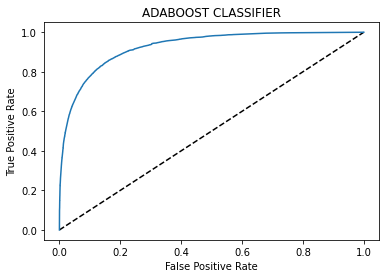 ADABOOST CLASSIFIER
1.0
0.8
0.6
0.4
0.2
0.0
True Positive Rate
0.0 0.2 0.4 0.6 0.8 1.0
False Positive Rate